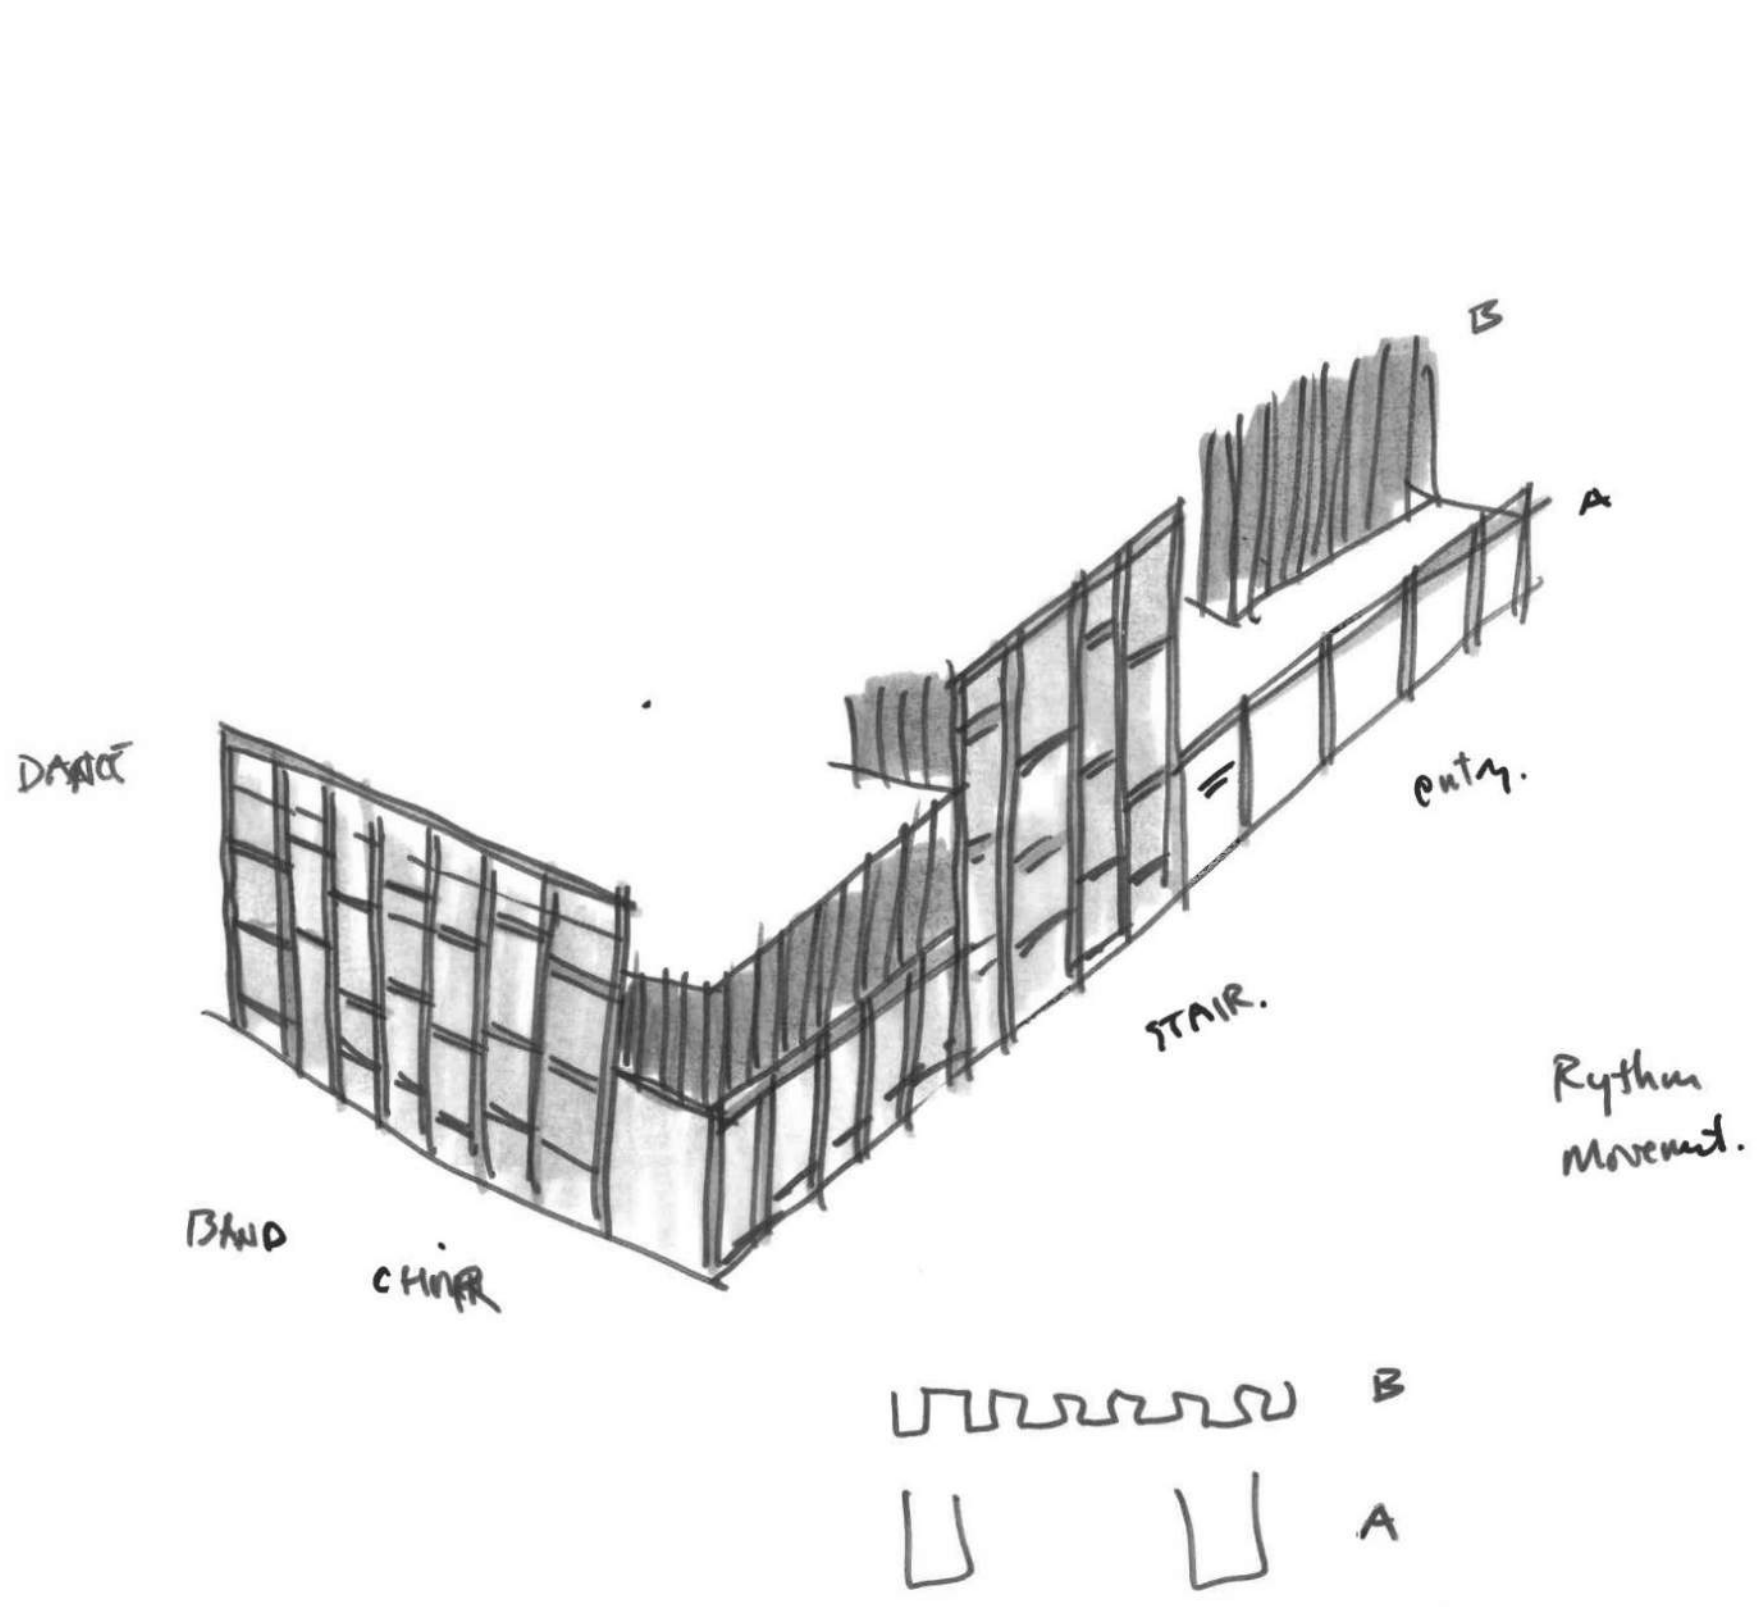 B
A
DANCE
entry.
STAIR.
Rythm
Movement.
BAND
CHOIR
B
A